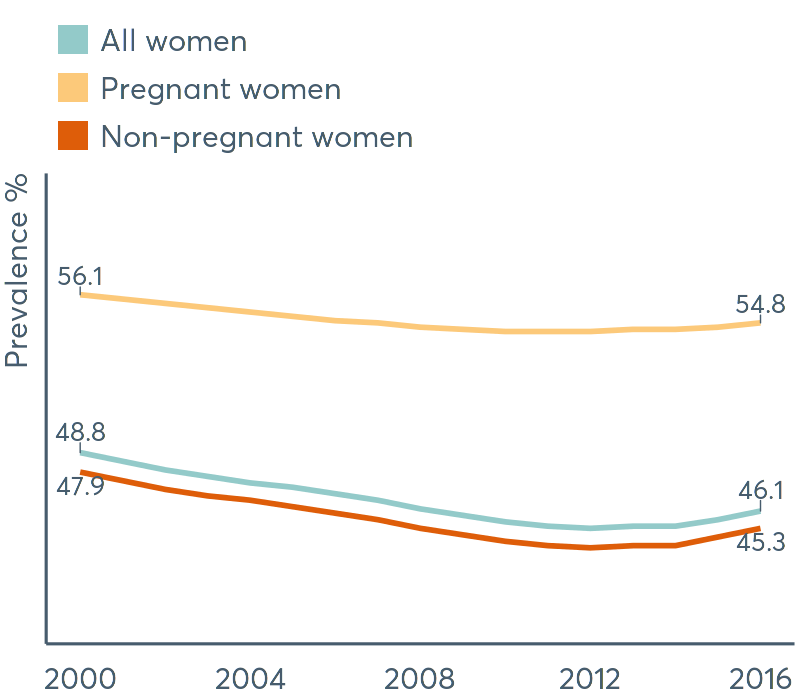 All women
Pregnant women
Non-pregnant women
Prevalence %
56.1
54.8
48.8
47.9
46.1
45.3
2000 2004 2008 2012 2016